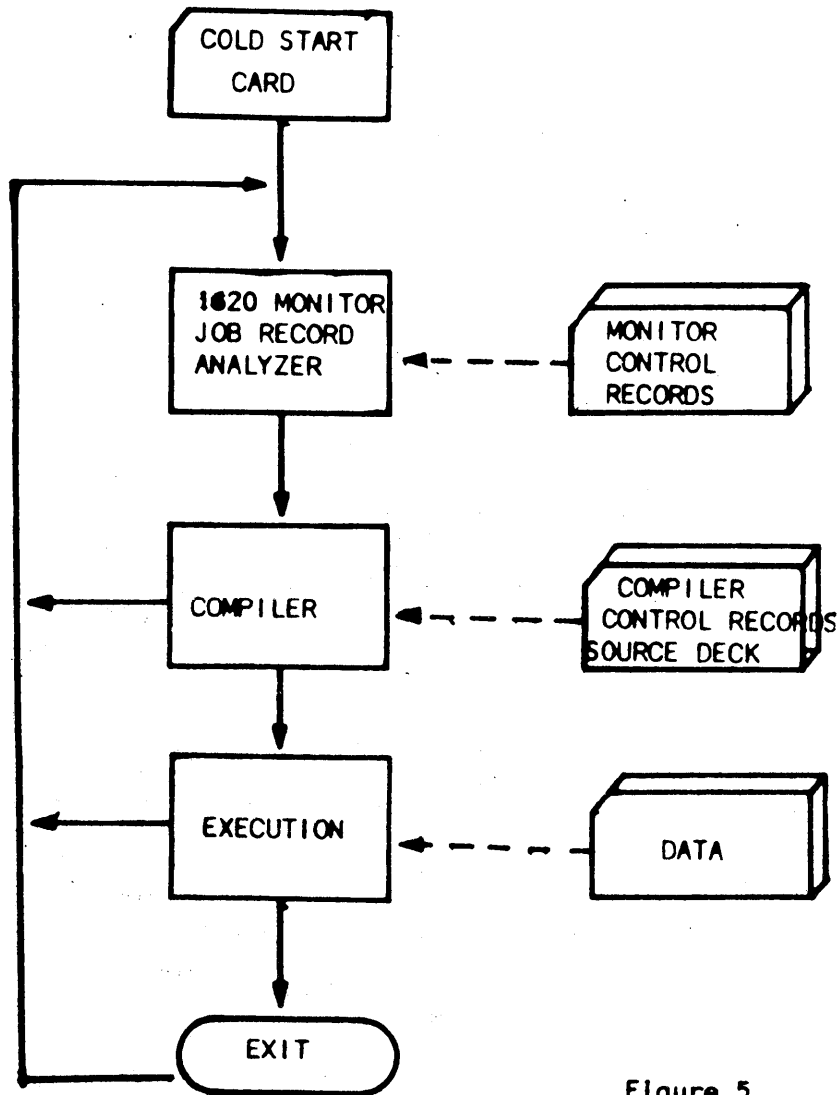 COLD START
CARD
1620 MONITOR
JOB RECORD
ANALYZER
MONITOR
CONTROL
RECORDS
COMPILER
COMPILER
CONTROL RECORDS
SOURCE DECK
EXECUTION
DATA
EXIT
Figure 5